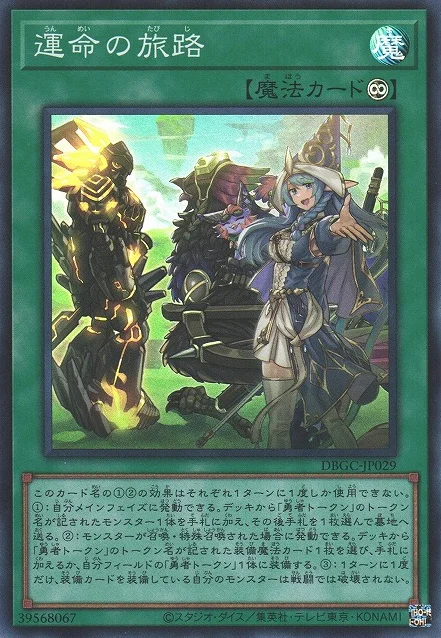 運命の旅路
【魔法カード】
DBGC-JP029
このカード名の①②の効果はそれぞれ1ターンに1度しか使用できない。
①：自分メインフェイズに発動できる。デッキから「勇者トークン」のトークン
名が記されたモンスター1体を手札に加え、その後手札を1枚選んで墓地へ
送る。②：モンスターが召喚・特殊召喚された場合に発動できる。デッキから
「勇者トークン」のトークン名が記された装備魔法カード1枚を選び、手札に
加えるか、自分フィールドの「勇者トークン」1体に装備する。③：1ターンに1度
だけ、装備カードを装備している自分のモンスターは戦闘では破壊されない。
39568067
©スタジオ・ダイス／集英社・テレビ東京・KONAMI